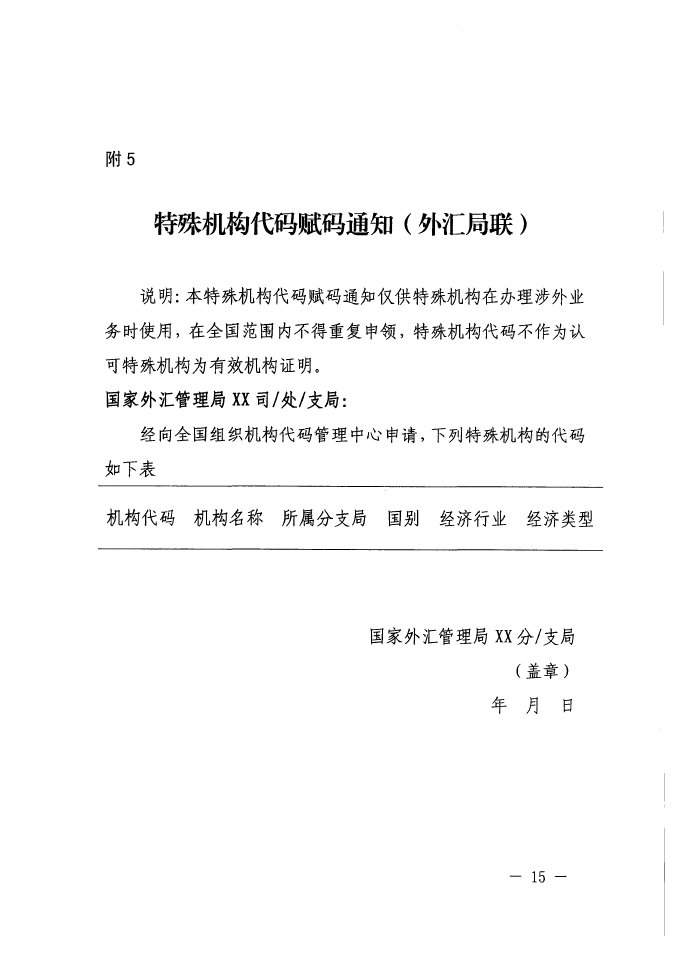 附 5
特殊机构代码赋码通知（外汇局联）
说明：本特殊机构代码赋码通知仅供特殊机构在办理涉外业
务时使用，在全国范围内不得重复申领，特殊机构代码不作为认
可特殊机构为有效机构证明。
国家外汇管理局 XX 司/处/支局：
经向全国组织机构代码管理中心申请，下列特殊机构的代码
如下表
机构代码 机构名称 所属分支局 国别 经济行业 经济类型
国家外汇管理局 XX 分/支局
（盖章）
年 月 日
— 15 —